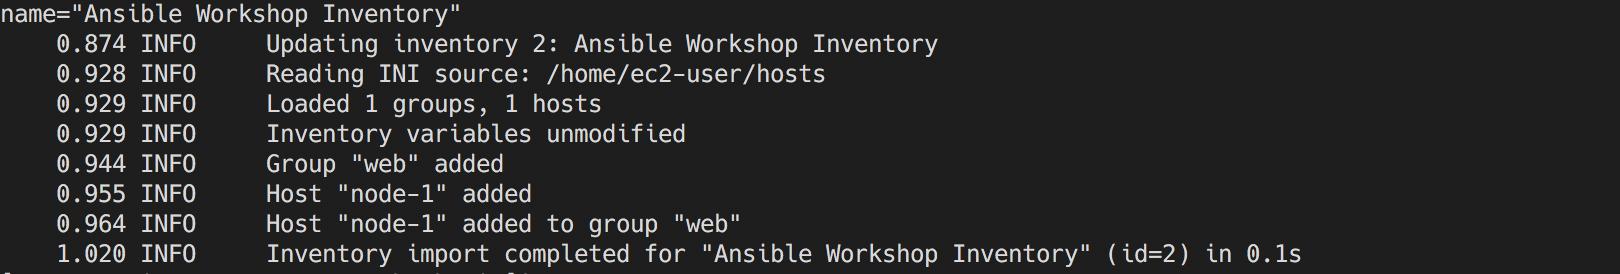 name="Ansible Workshop Inventory"
    0.874 INFO     Updating inventory 2: Ansible Workshop Inventory
    0.928 INFO     Reading INI source: /home/ec2-user/hosts
    0.929 INFO     Loaded 1 groups, 1 hosts
    0.929 INFO     Inventory variables unmodified
    0.944 INFO     Group "web" added
    0.955 INFO     Host "node-1" added
    0.964 INFO     Host "node-1" added to group "web"
    1.020 INFO     Inventory import completed for "Ansible Workshop Inventory" (id=2) in 0.1s